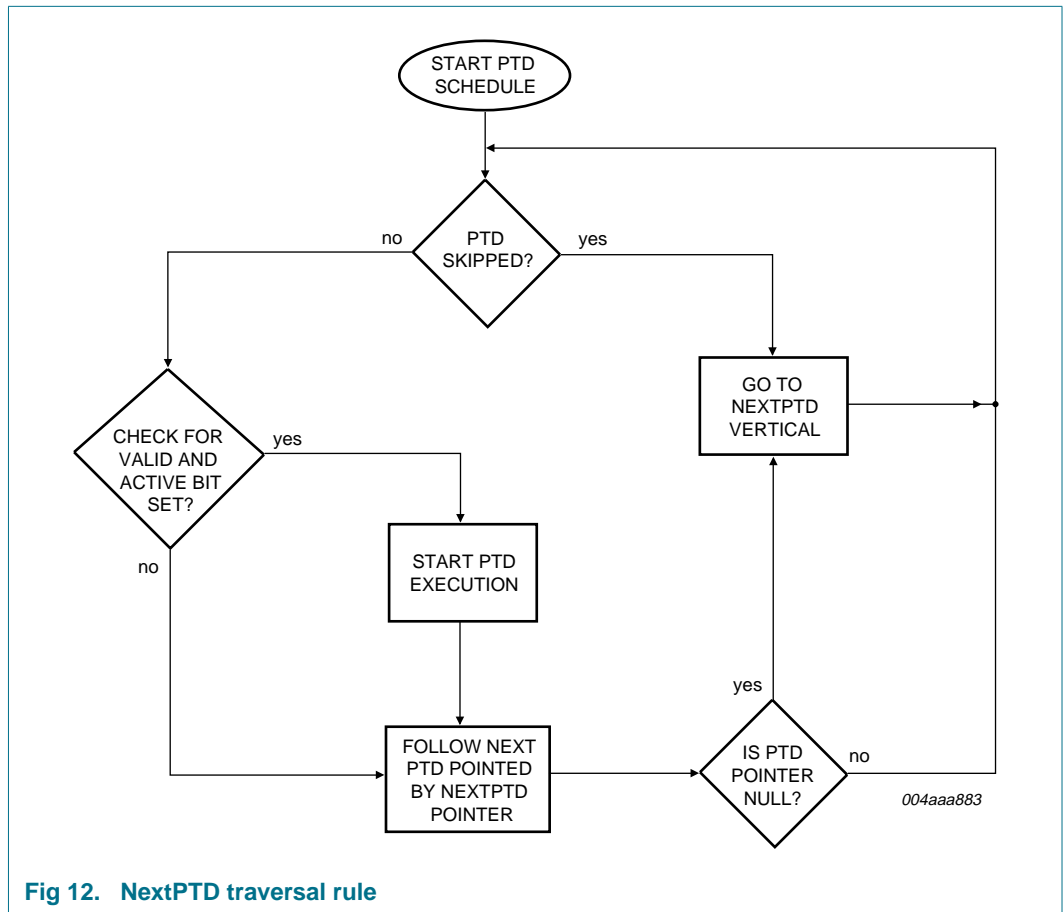 START PTD
SCHEDULE
no
PTD
SKIPPED?
yes
GO TO
NEXTPTD
VERTICAL
CHECK FOR
VALID AND
ACTIVE BIT
SET?
yes
no
START PTD
EXECUTION
FOLLOW NEXT
PTD POINTED
BY NEXTPTD
POINTER
yes
IS PTD
POINTER
NULL?
no
004aaa883
Fig 12. NextPTD traversal rule